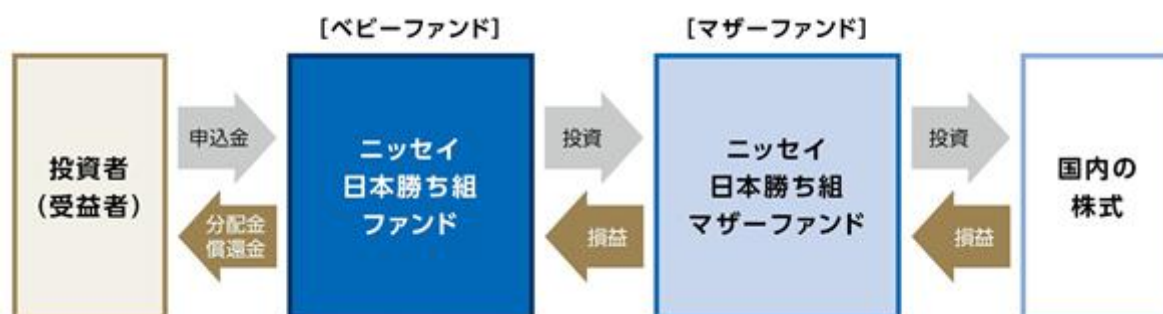 [ベビーファンド]
[マザーファンド]
投資者
(受益者)
申込金
分配金
償還金
ニッセイ
日本勝ち組
ファンド
投資
損益
ニッセイ
日本勝ち組
マザーファンド
投資
損益
国内の
株式